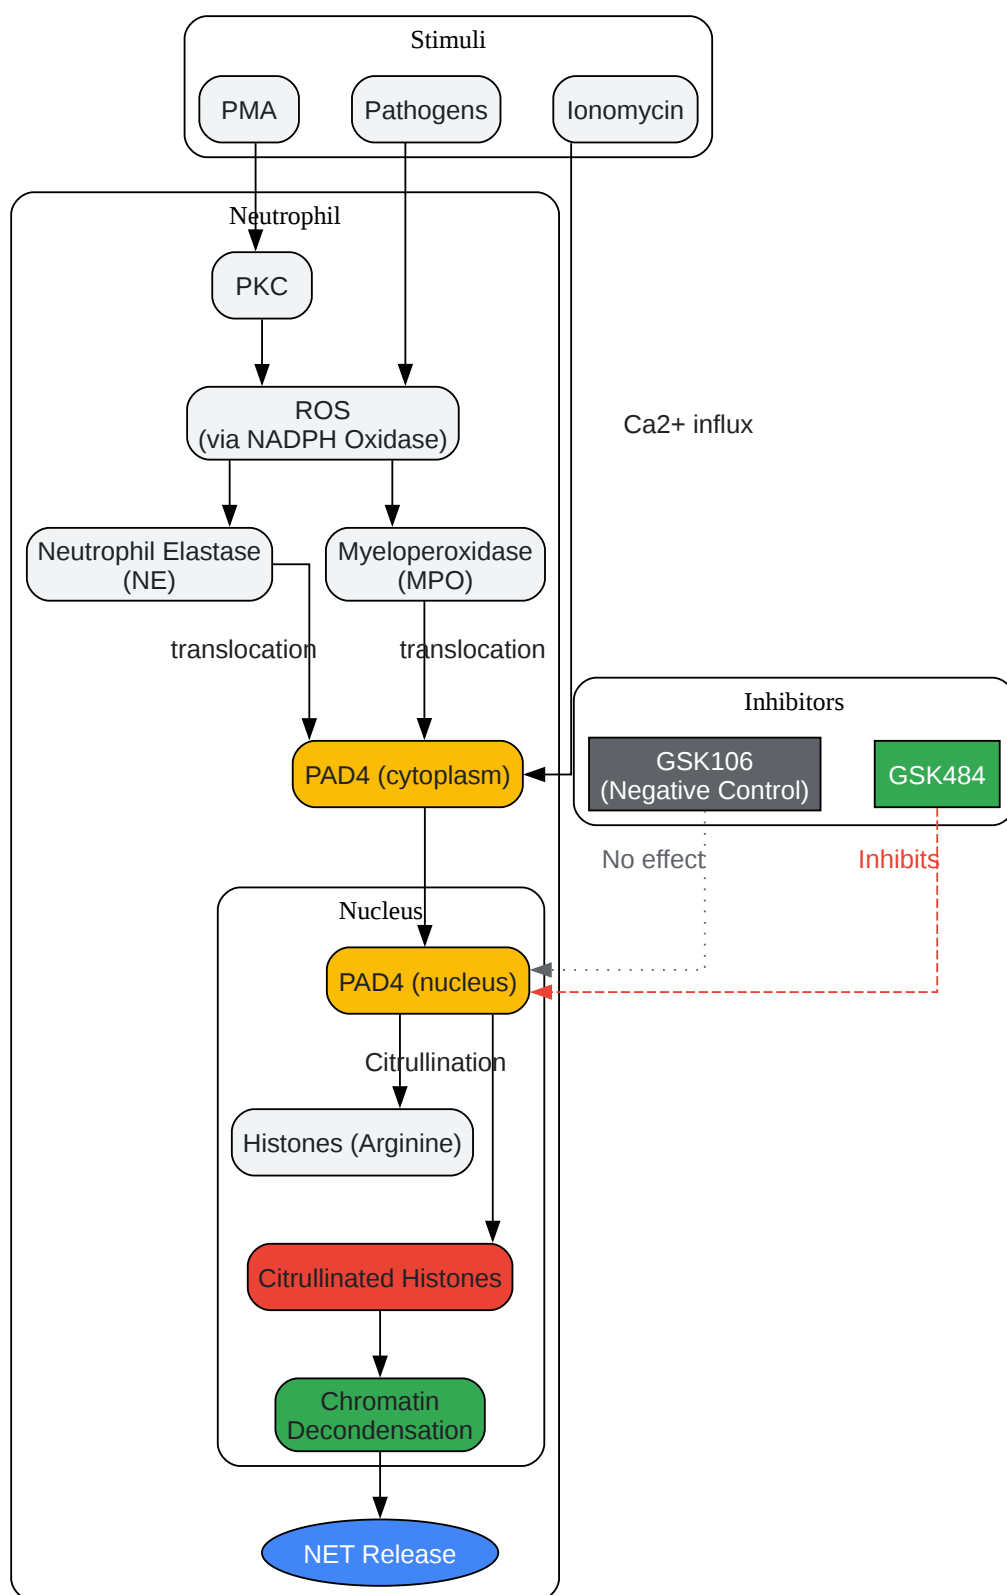 Stimuli
PMA
Pathogens
Ionomycin
Neutrophil
PKC
ROS
(via NADPH Oxidase)
Ca2+ influx
Neutrophil Elastase
(NE)
Myeloperoxidase
(MPO)
translocation
translocation
Inhibitors
GSK106
(Negative Control)
GSK484
PAD4 (cytoplasm)
No effect
Inhibits
Nucleus
PAD4 (nucleus)
Citrullination
Histones (Arginine)
Citrullinated Histones
Chromatin
Decondensation
NET Release